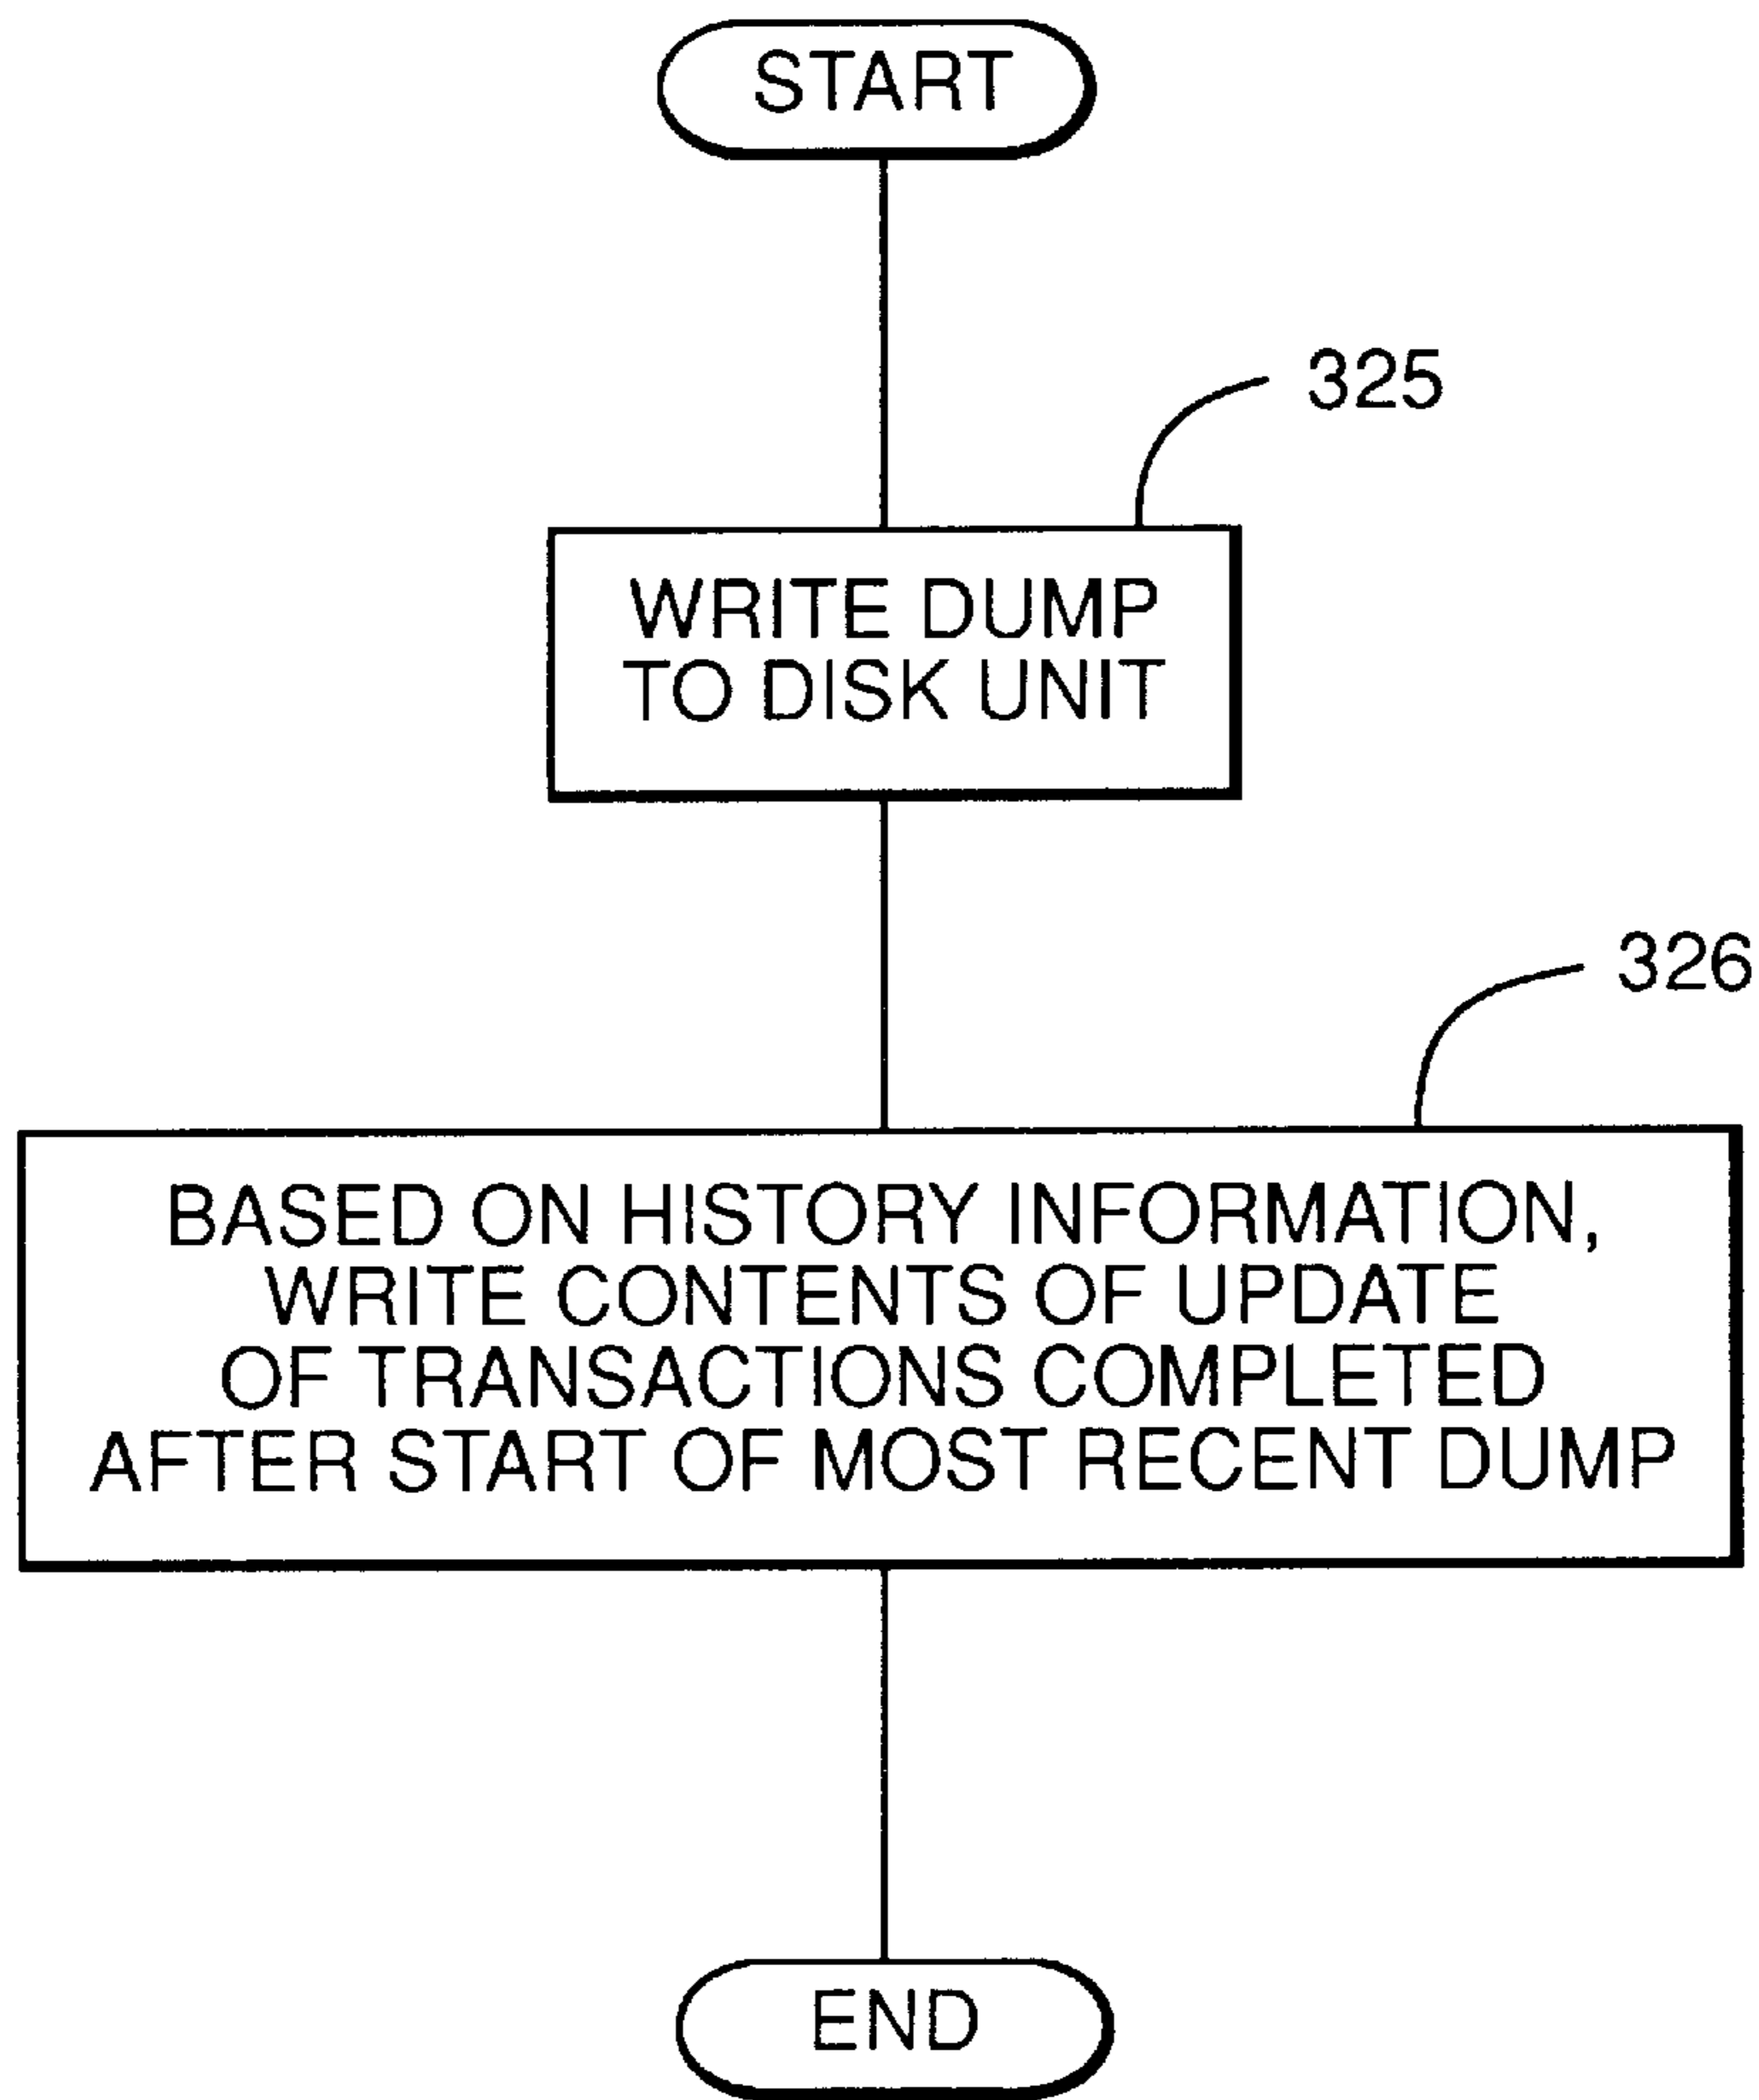 START
325
WRITE DUMP
TO DISK UNIT
326
BASED ON HISTORY INFORMATION,
WRITE CONTENTS OF UPDATE
OF TRANSACTIONS COMPLETED
AFTER START OF MOST RECENT DUMP
END